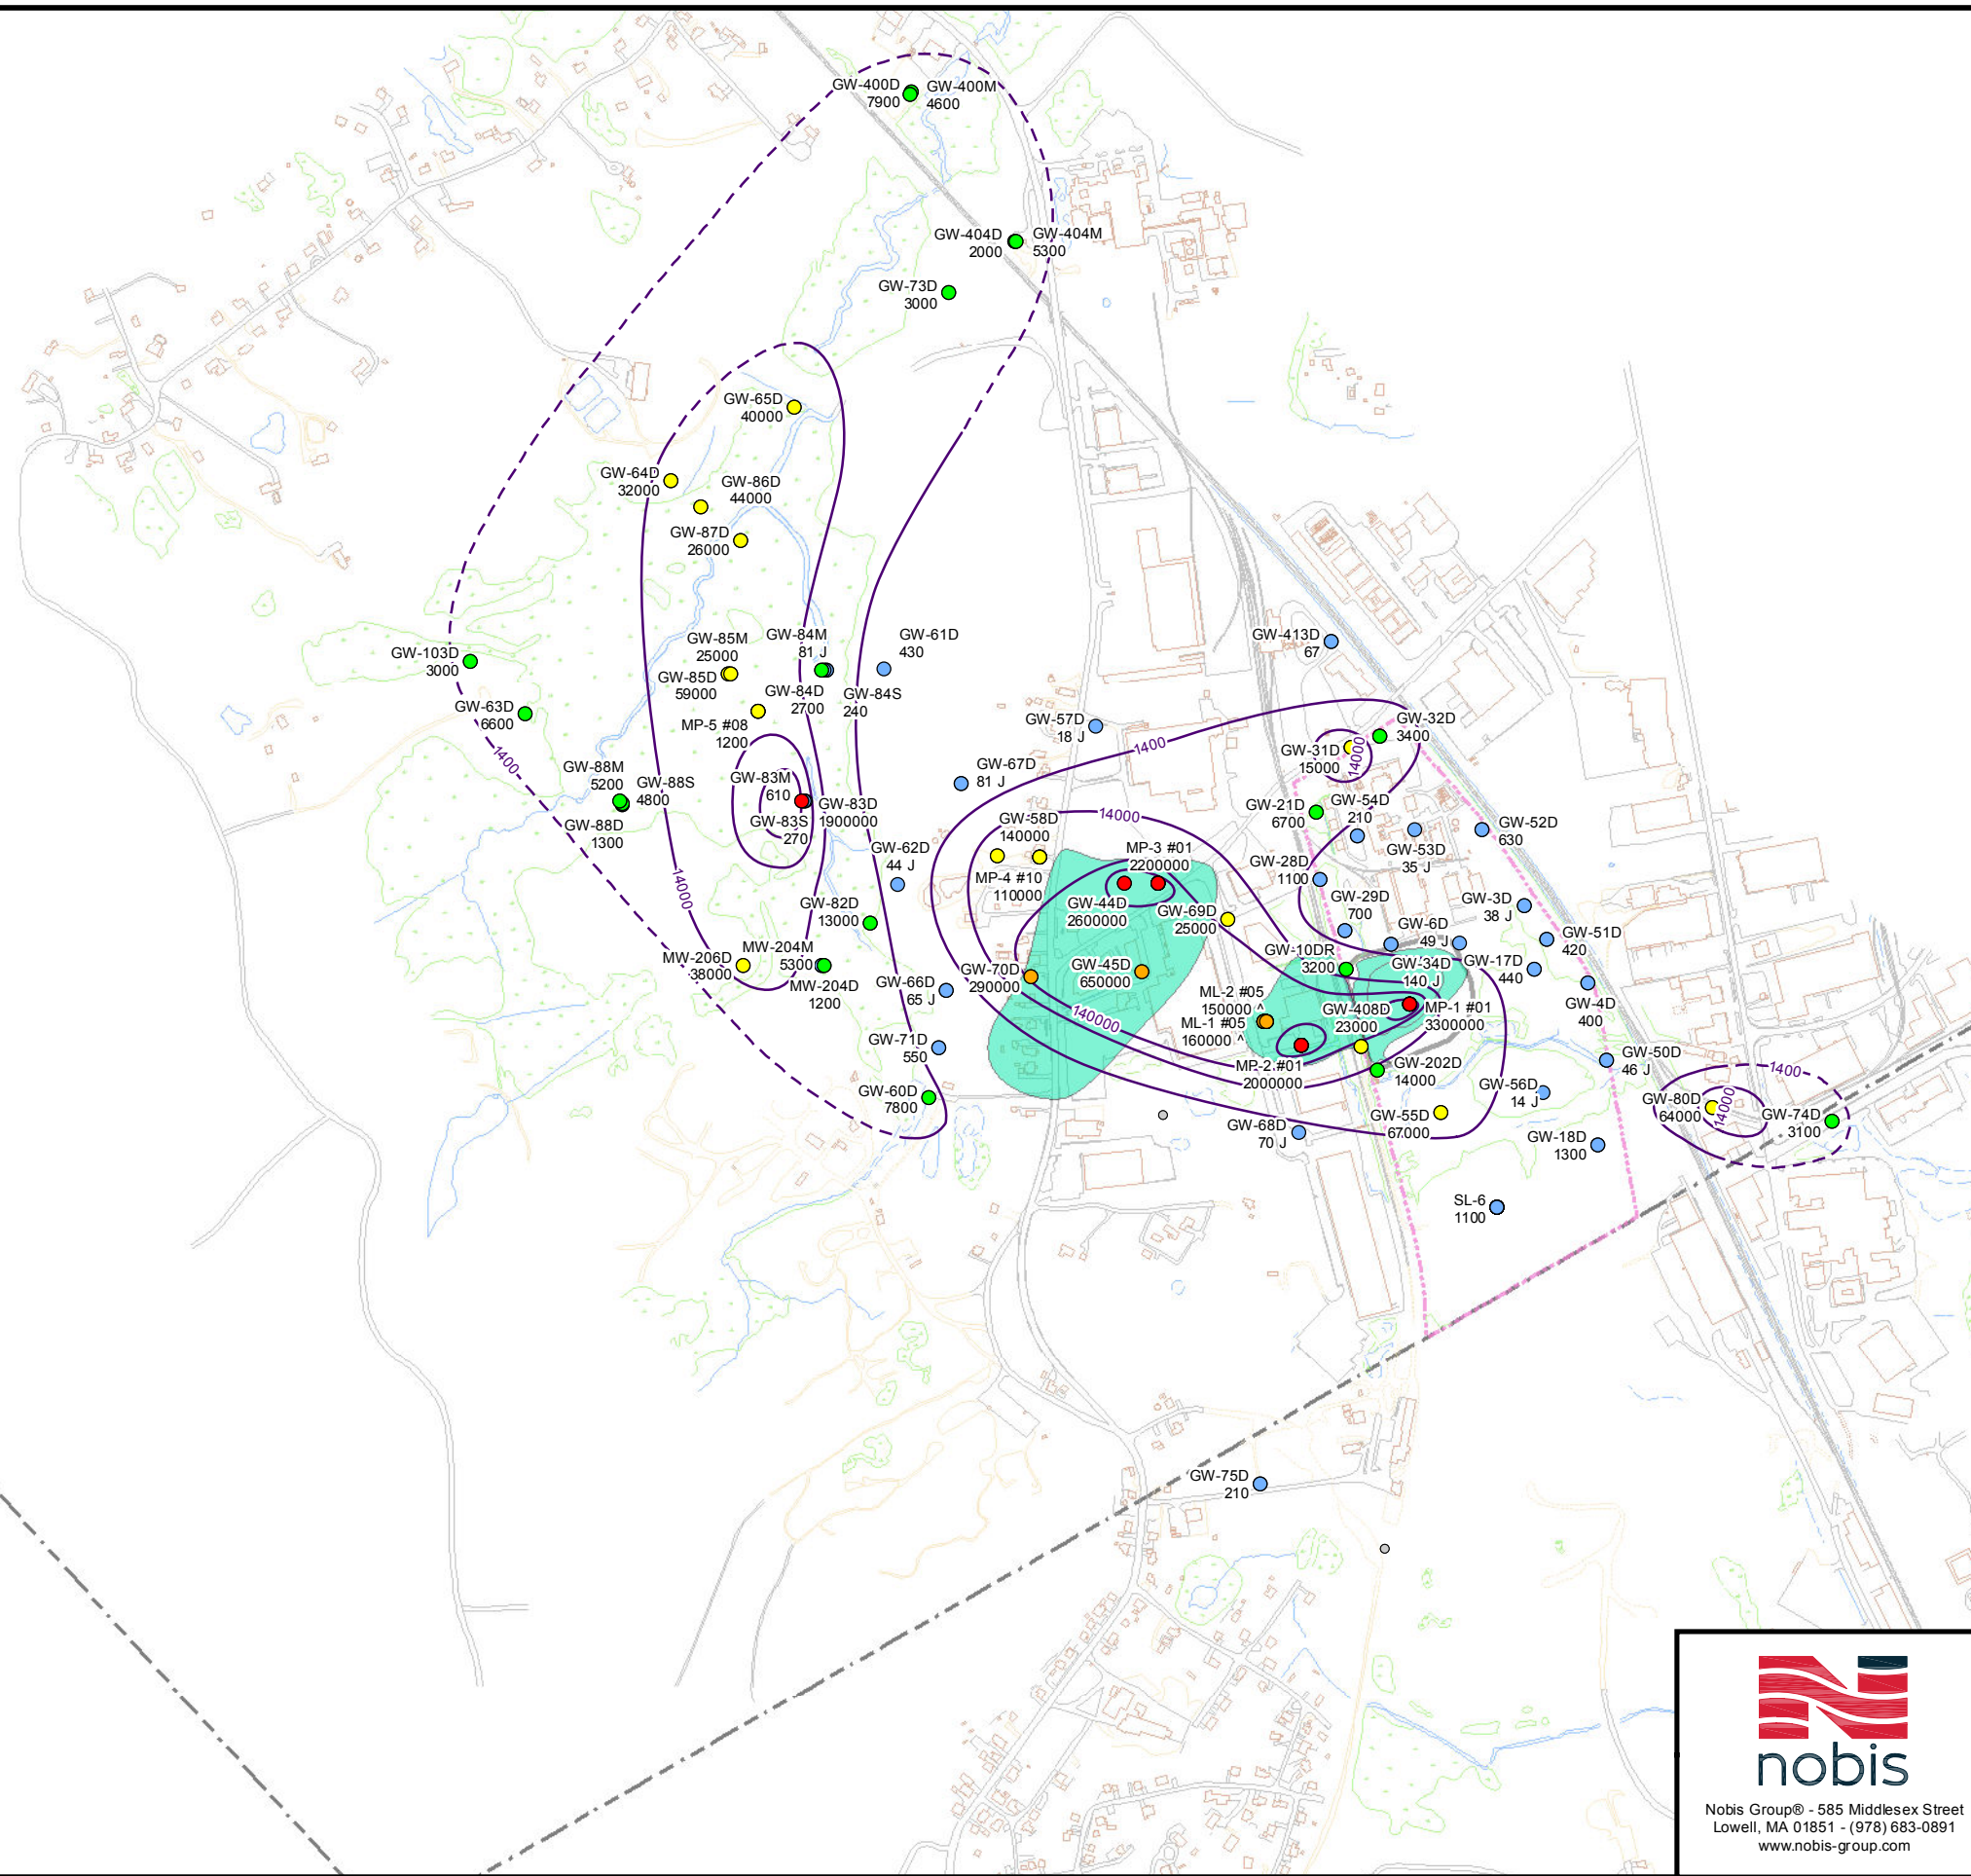 GW-400D
7900
GW-400M
4600
GW-404D
2000
GW-404M
5300
GW-73D
3000
GW-65D
40000
GW-64D
32000
GW-86D
44000
GW-87D
26000
GW-103D
3000
GW-63D
6600
1400
GW-85M
25000
GW-85D
59000
GW-84M
81 J
GW-84D
2700
GW-84S
240
GW-61D
430
MP-5 #08
1200
GW-88M
5200
GW-88S
4800
GW-88D
1300
GW-83M
610
GW-83S
270
GW-83D
1900000
14000
GW-62D
44 J
GW-82D
13000
MW-206D
38000
MW-204M
5300
MW-204D
1200
GW-66D
65 J
GW-71D
550
GW-60D
7800
GW-413D
67
GW-57D
18 J
1400
GW-67D
81 J
GW-32D
3400
GW-31D
15000
14000
14000
GW-58D
140000
MP-4 #10
110000
MP-3 #01
2200000
GW-44D
2600000
GW-69D
25000
GW-21D
6700
GW-54D
210
GW-53D
35 J
GW-52D
630
GW-28D
1100
GW-29D
700
GW-6D
49 J
GW-3D
38 J
GW-51D
420
GW-10DR
3200
GW-34D
140 J
GW-17D
440
GW-4D
400
GW-70D
290000
GW-45D
650000
140000
ML-2 #05
150000 ^
ML-1 #05
160000 ^
GW-408D
23000
MP-1 #01
3300000
MP-2 #01
2000000
GW-202D
14000
GW-50D
46 J
GW-56D
14 J
GW-55D
67000
GW-68D
70 J
GW-18D
1300
1400
GW-80D
64000
14000
GW-74D
3100
SL-6
1100
GW-75D
210
nobis
Nobis Group® - 585 Middlesex Street
Lowell, MA 01851 - (978) 683-0891
www.nobis-group.com